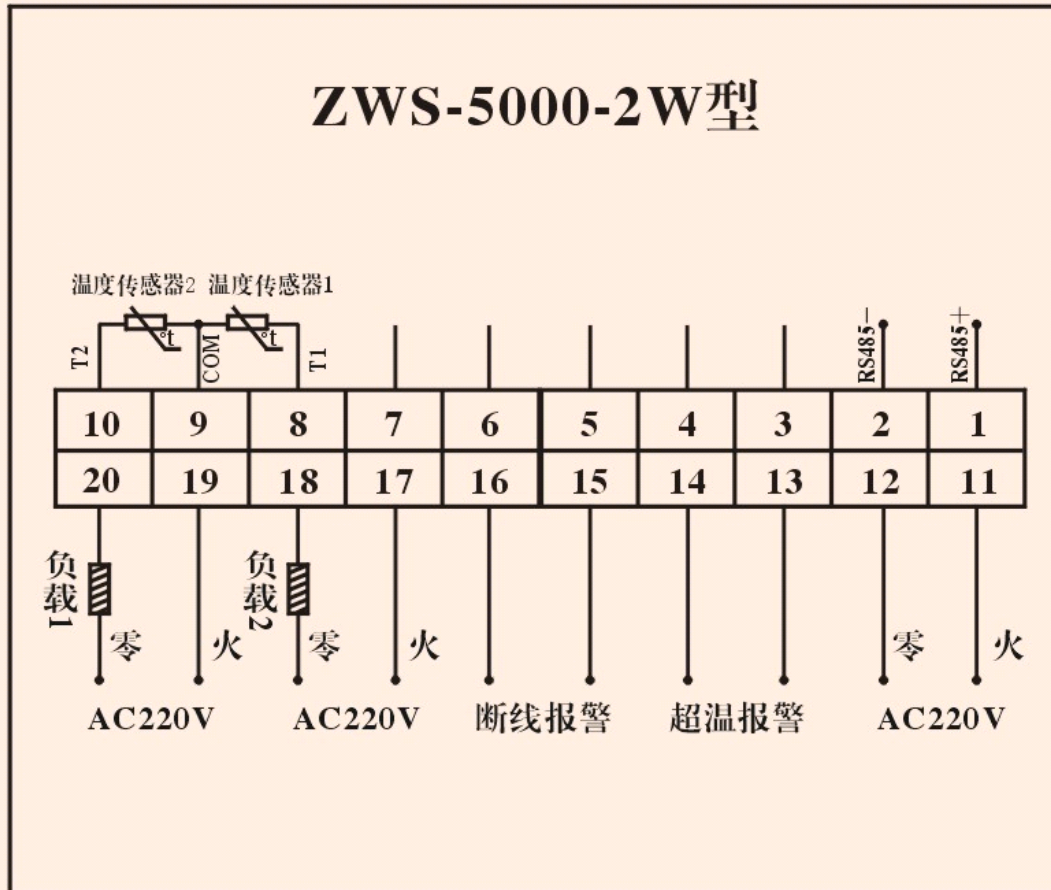 ZWS-5000-2W型
温度传感器2 温度传感器1
°t °t
T2 COM T1 RS485- RS485+
10 9 8 7 6 5 4 3 2 1
20 19 18 17 16 15 14 13 12 11
负载1 负载2
零 火 零 火 零 火
AC220V AC220V 断线报警 超温报警 AC220V